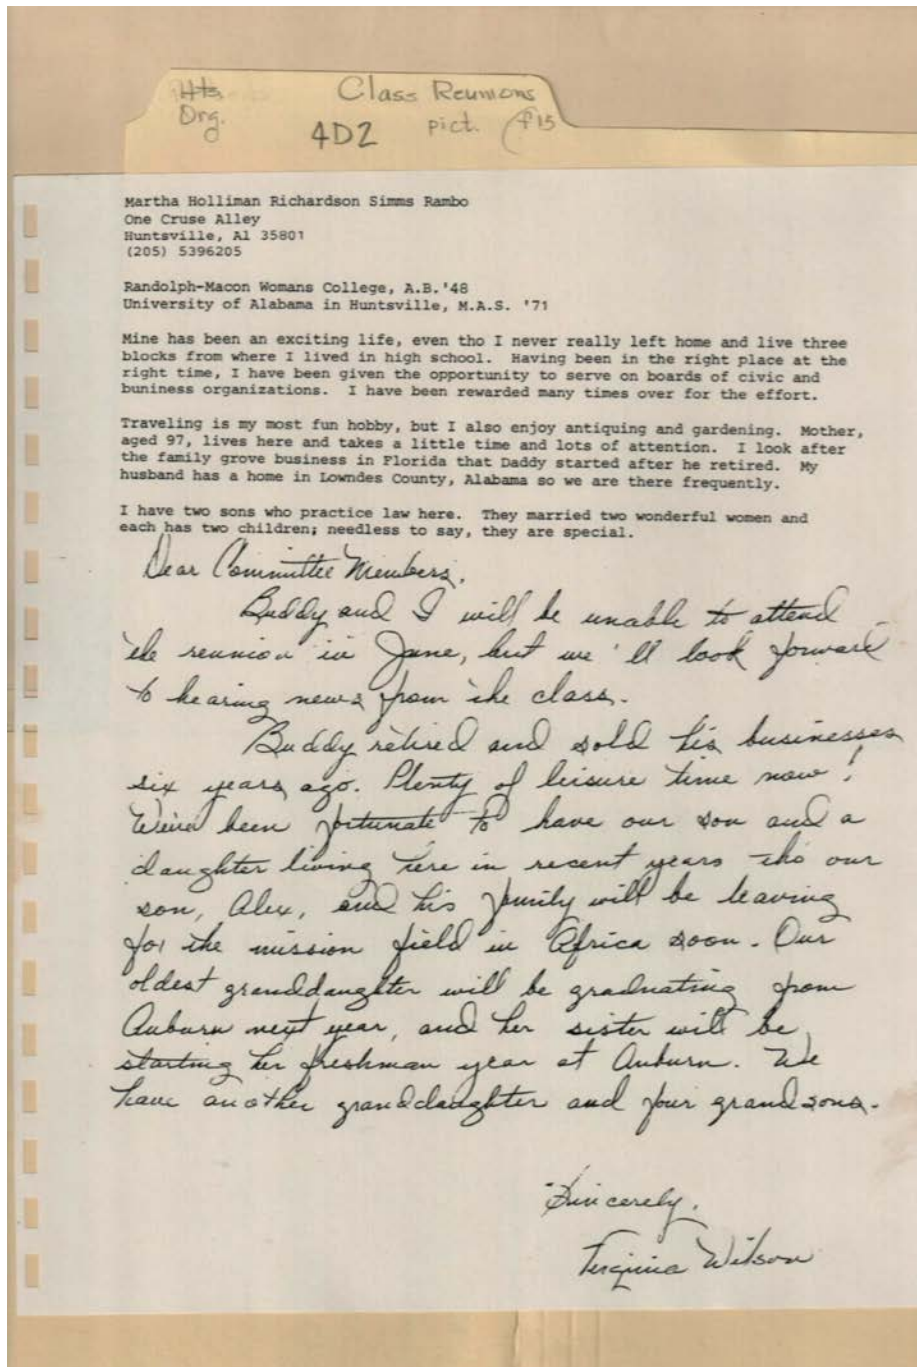 Hts. Class Reunions
Org. 4D2 pict. f15
Martha Holliman Richardson Simms Rambo
One Cruse Alley
Huntsville, Al 35801
(205) 5396205
Randolph-Macon Womans College, A.B.'48
University of Alabama in Huntsville, M.A.S. '71
Mine has been an exciting life, even tho I never really left home and live three
blocks from where I lived in high school. Having been in the right place at the
right time, I have been given the opportunity to serve on boards of civic and
buniness organizations. I have been rewarded many times over for the effort.
Traveling is my most fun hobby, but I also enjoy antiquing and gardening. Mother,
aged 97, lives here and takes a little time and lots of attention. I look after
the family grove business in Florida that Daddy started after he retired. My
husband has a home in Lowndes County, Alabama so we are there frequently.
I have two sons who practice law here. They married two wonderful women and
each has two children; needless to say, they are special.
Dear Committee Members,
Buddy and I will be unable to attend
the reunion in June, but we'll look forward
to hearing news from the class.
Buddy retired and sold his businesses
six years ago. Plenty of leisure time now!
We've been fortunate to have our son and a
daughter living here in recent years tho our
son, Alex, and his family will be leaving
for the mission field in Africa soon. Our
oldest granddaughter will be graduating from
Auburn next year, and her sister will be
starting her freshman year at Auburn. We
have another granddaughter and four grandsons.
Sincerely,
Virginia Wilson